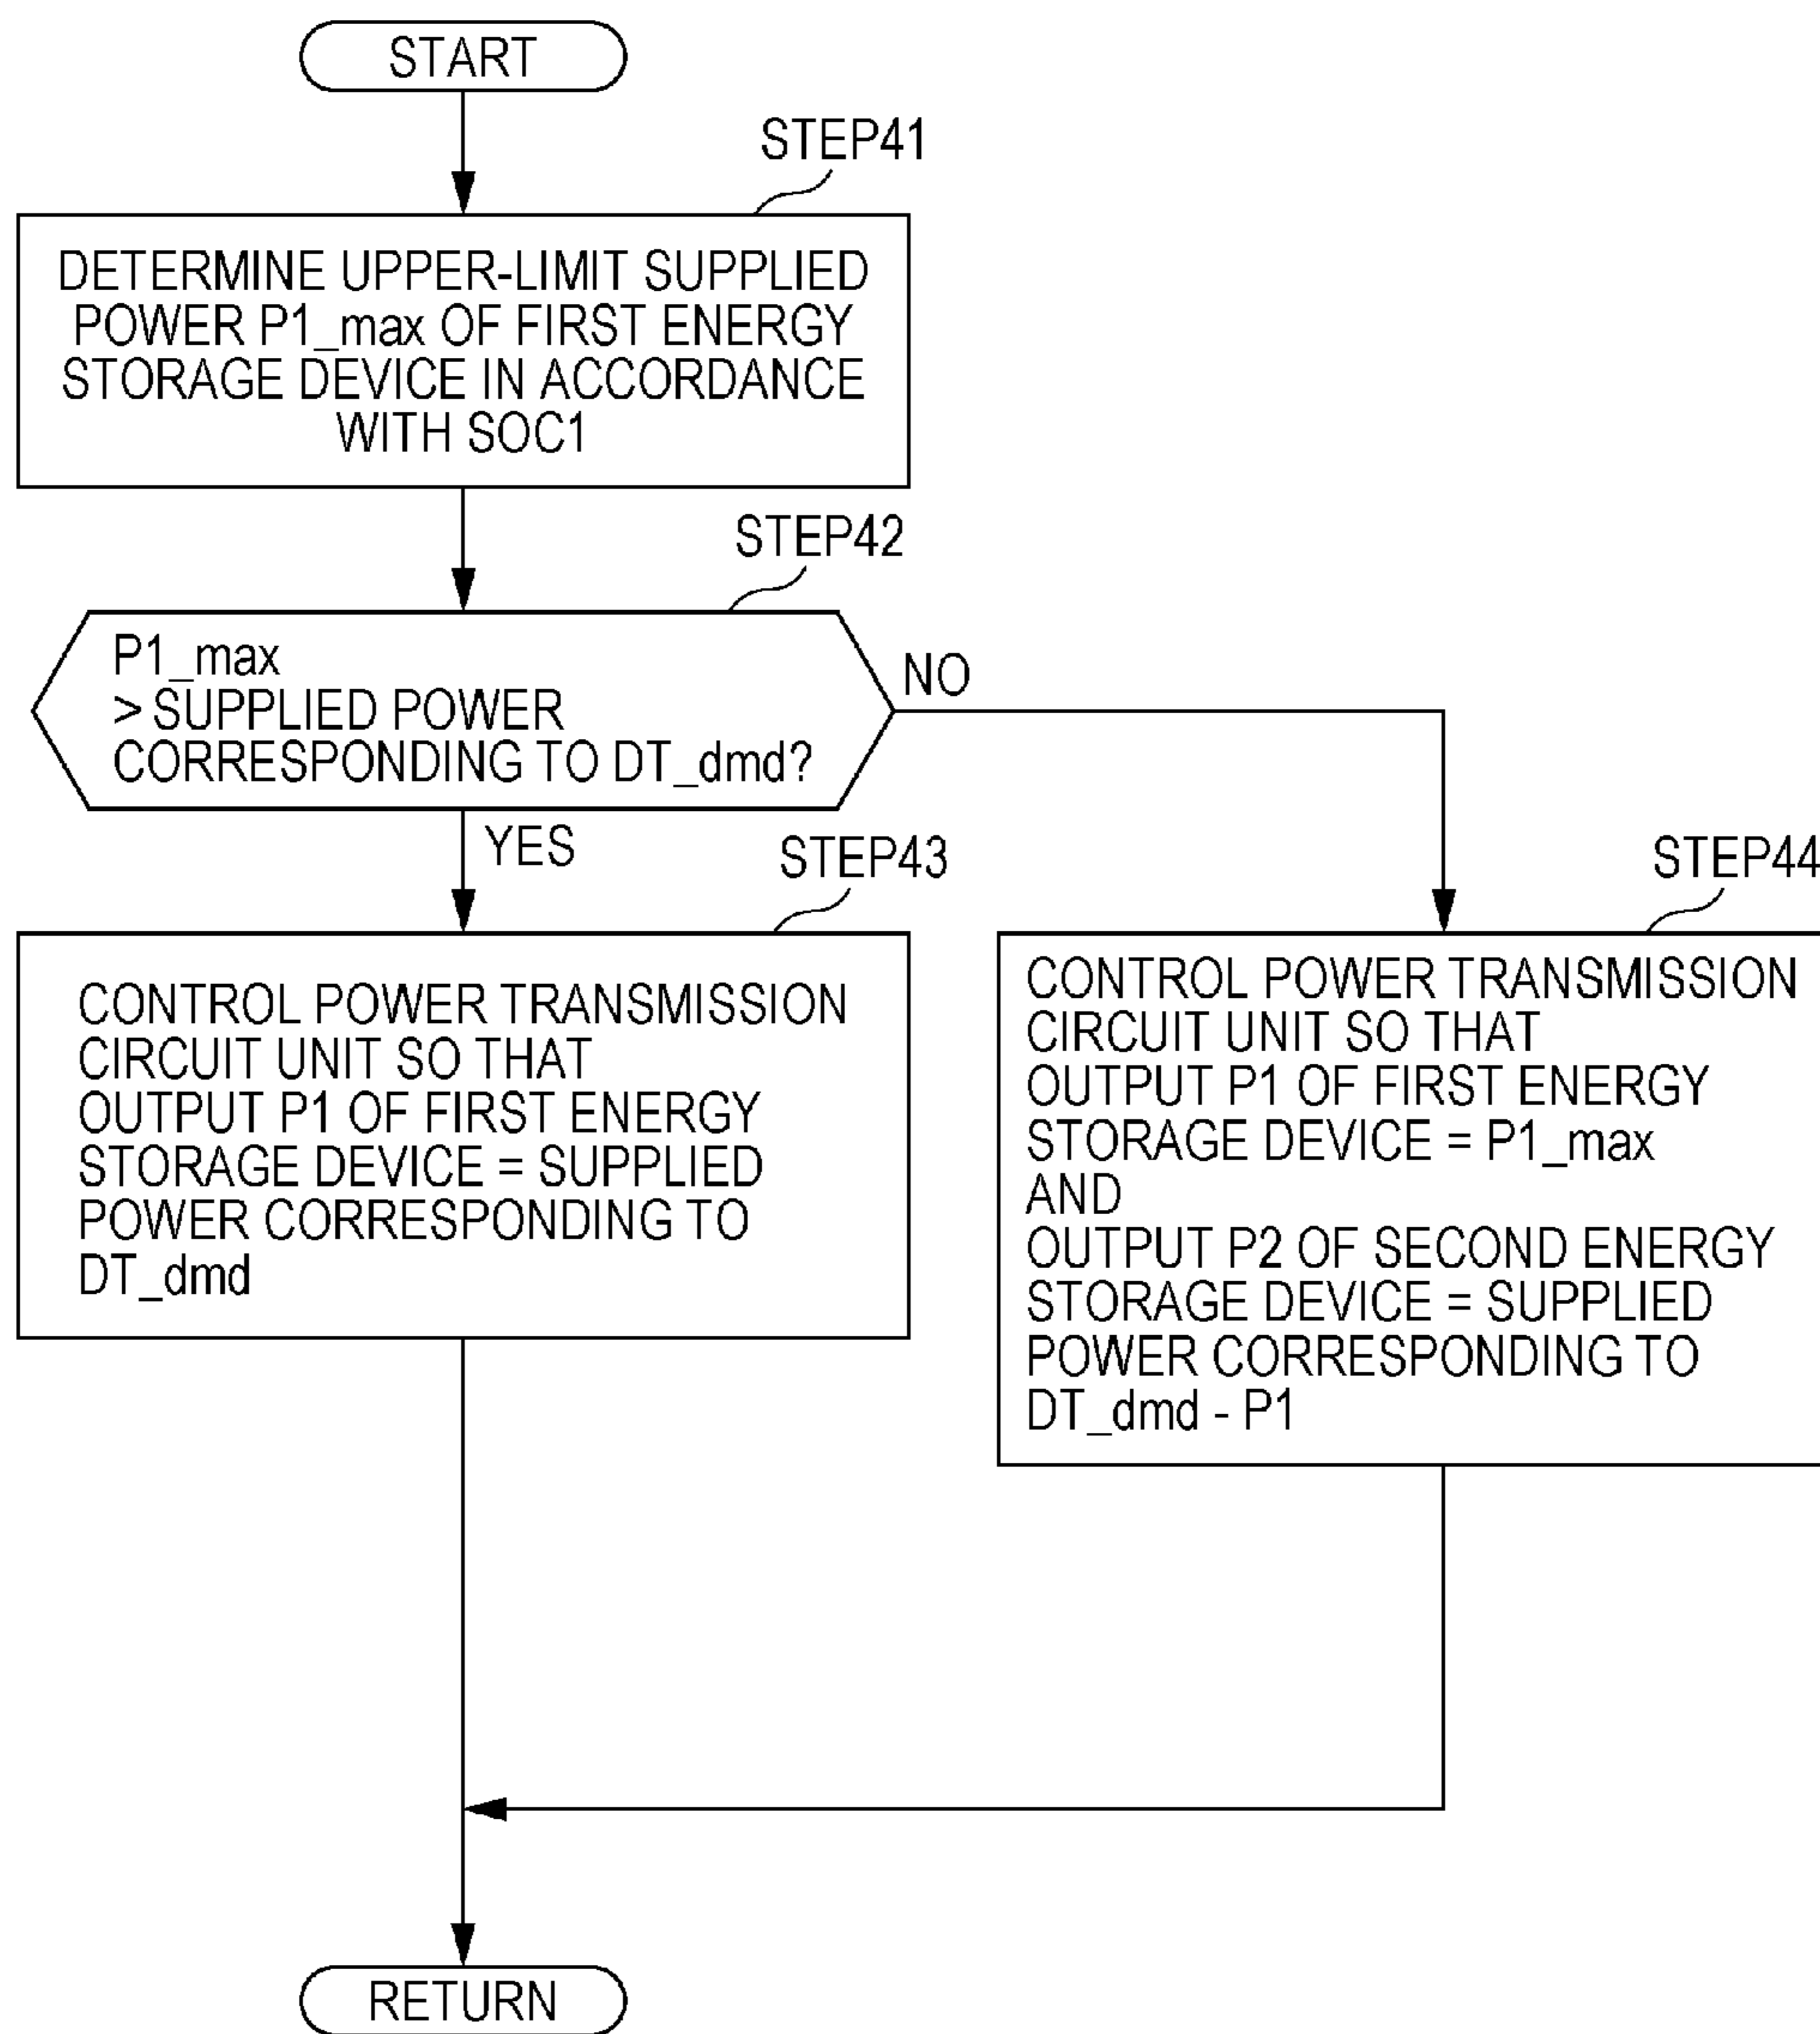 START
STEP41
DETERMINE UPPER-LIMIT SUPPLIED
POWER P1_max OF FIRST ENERGY
STORAGE DEVICE IN ACCORDANCE
WITH SOC1
STEP42
P1_max
> SUPPLIED POWER
CORRESPONDING TO DT_dmd?
NO
YES
STEP43
CONTROL POWER TRANSMISSION
CIRCUIT UNIT SO THAT
OUTPUT P1 OF FIRST ENERGY
STORAGE DEVICE = SUPPLIED
POWER CORRESPONDING TO
DT_dmd
STEP44
CONTROL POWER TRANSMISSION
CIRCUIT UNIT SO THAT
OUTPUT P1 OF FIRST ENERGY
STORAGE DEVICE = P1_max
AND
OUTPUT P2 OF SECOND ENERGY
STORAGE DEVICE = SUPPLIED
POWER CORRESPONDING TO
DT_dmd - P1
RETURN